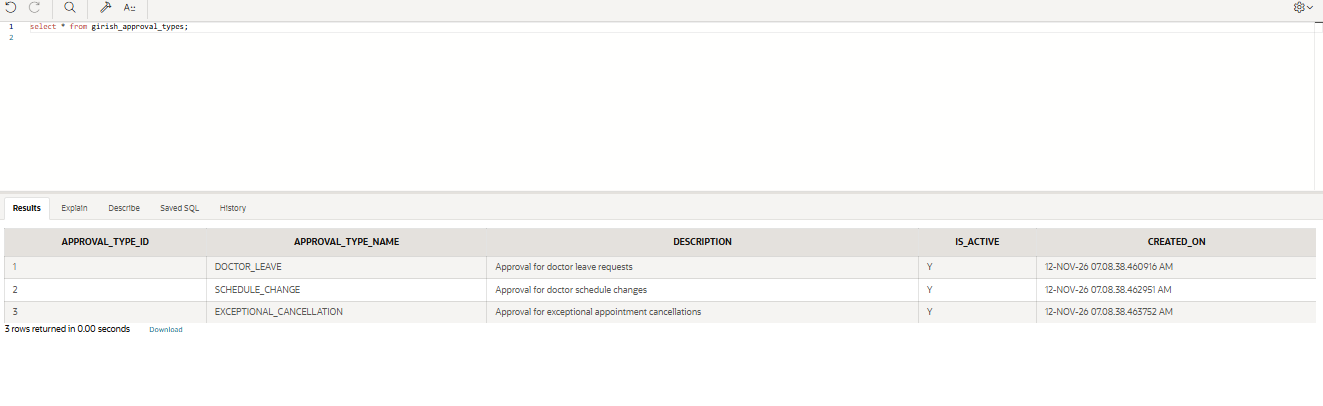 A::
1 select * from girish_approval_types;
2
Results Explain Describe Saved SQL History
APPROVAL_TYPE_ID APPROVAL_TYPE_NAME DESCRIPTION IS_ACTIVE CREATED_ON
1 DOCTOR_LEAVE Approval for doctor leave requests Y 12-NOV-26 07.08.38.460916 AM
2 SCHEDULE_CHANGE Approval for doctor schedule changes Y 12-NOV-26 07.08.38.462951 AM
3 EXCEPTIONAL_CANCELLATION Approval for exceptional appointment cancellations Y 12-NOV-26 07.08.38.463752 AM
3 rows returned in 0.00 seconds Download